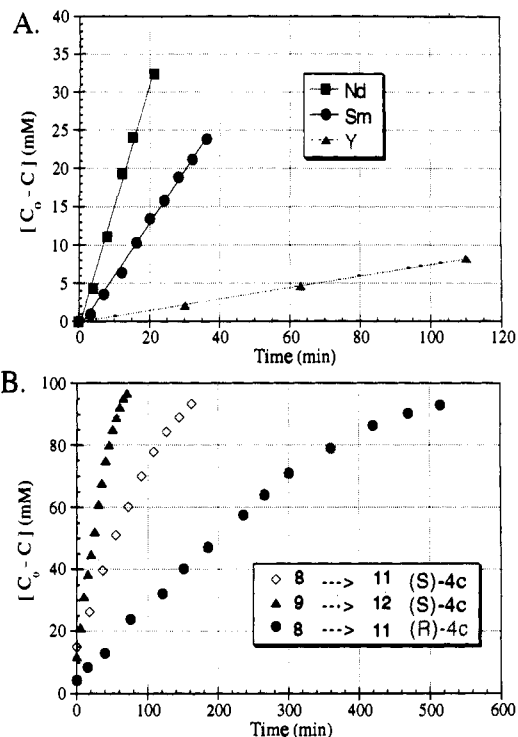 A.
40
35
30
25
20
15
10
5
0
[ C₀ - C ] (mM)
Nd
Sm
Y
0 20 40 60 80 100 120
Time (min)
B.
100
80
60
40
20
0
[ C₀ - C ] (mM)
8 ---> 11 (S)-4c
9 ---> 12 (S)-4c
8 ---> 11 (R)-4c
0 100 200 300 400 500 600
Time (min)